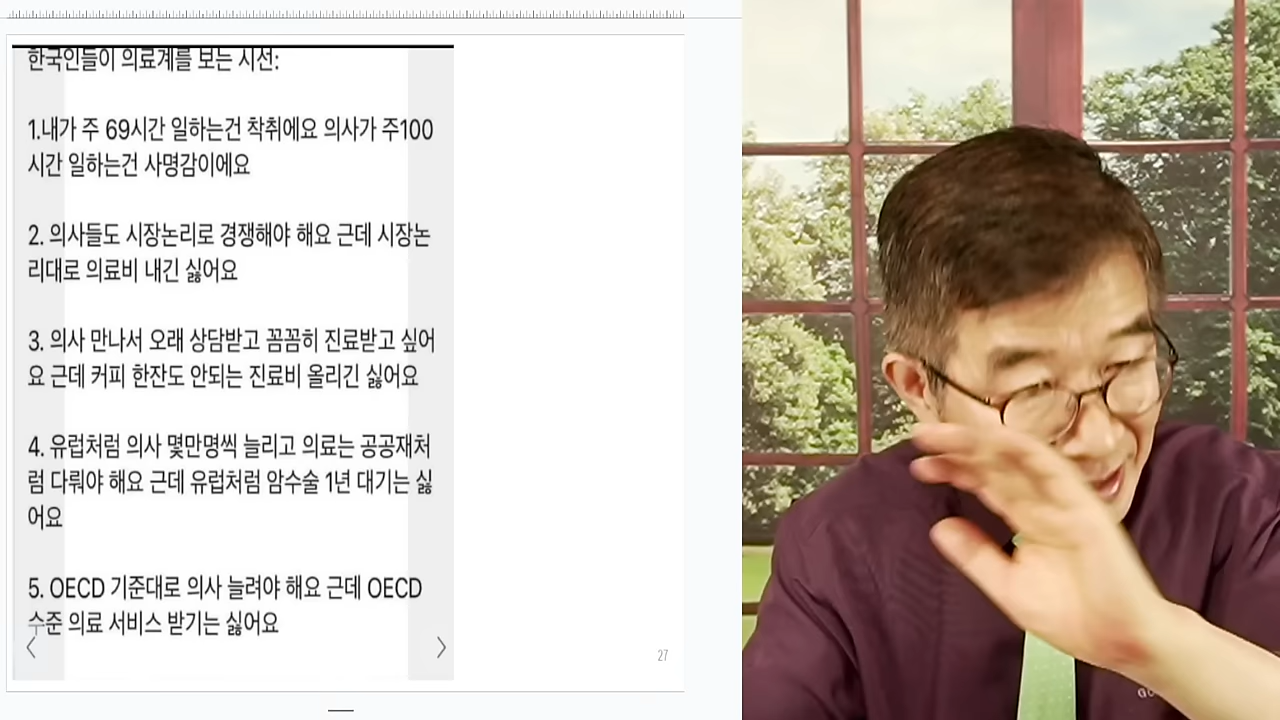 한국인들이 의료계를 보는 시선:
1.내가 주 69시간 일하는건 착취에요 의사가 주100
시간 일하는건 사명감이에요
2. 의사들도 시장논리로 경쟁해야 해요 근데 시장논
리대로 의료비 내긴 싫어요
3. 의사 만나서 오래 상담받고 꼼꼼히 진료받고 싶어
요 근데 커피 한잔도 안되는 진료비 올리긴 싫어요
4. 유럽처럼 의사 몇만명씩 늘리고 의료는 공공재처
럼 다뤄야 해요 근데 유럽처럼 암수술 1년 대기는 싫
어요
5. OECD 기준대로 의사 늘려야 해요 근데 OECD
수준 의료 서비스 받기는 싫어요
27